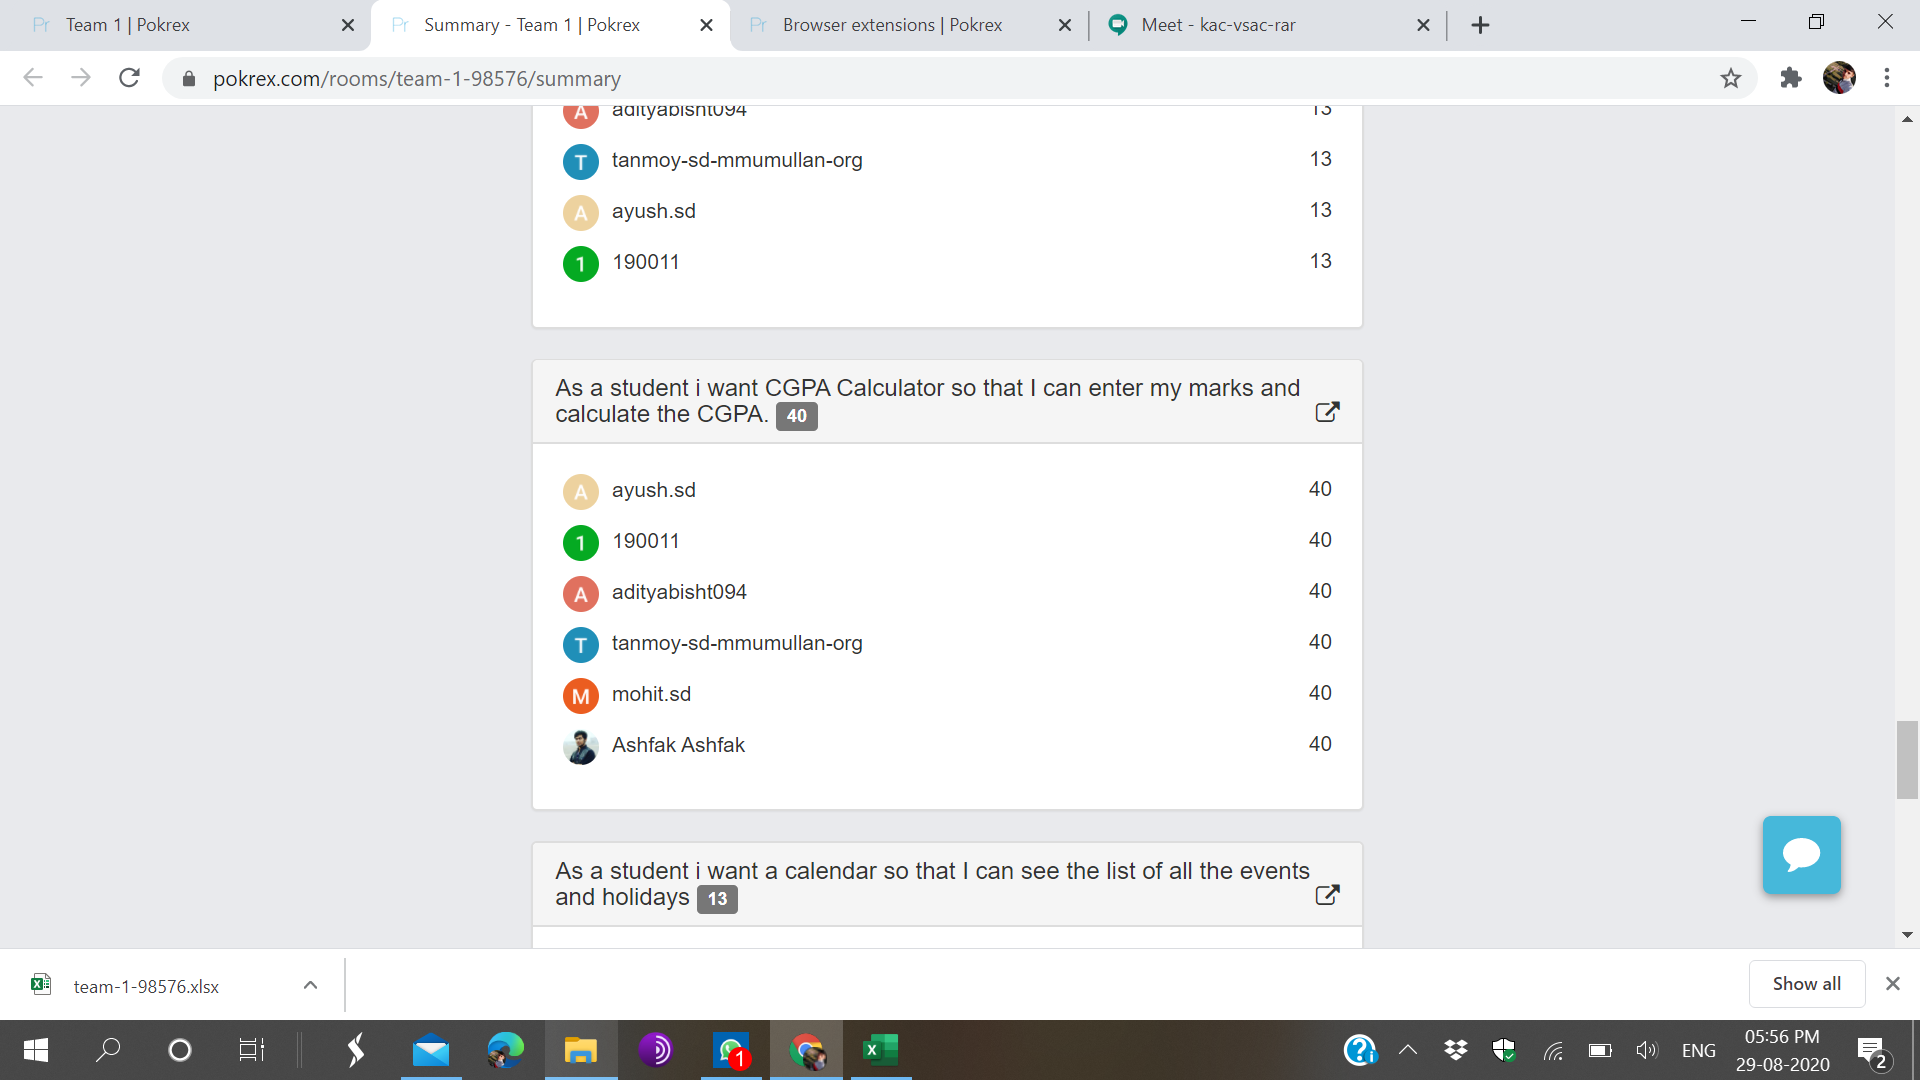 Pr Team 1 | Pokrex
Pr Summary - Team 1 | Pokrex
Pr Browser extensions | Pokrex
Meet - kac-vsac-rar
pokrex.com/rooms/team-1-98576/summary
A adityabisht094 13
T tanmoy-sd-mmumullan-org 13
A ayush.sd 13
1 190011 13
As a student i want CGPA Calculator so that I can enter my marks and
calculate the CGPA. 40
A ayush.sd 40
1 190011 40
A adityabisht094 40
T tanmoy-sd-mmumullan-org 40
M mohit.sd 40
Ashfak Ashfak 40
As a student i want a calendar so that I can see the list of all the events
and holidays 13
team-1-98576.xlsx
Show all
1
ENG
05:56 PM
29-08-2020
2